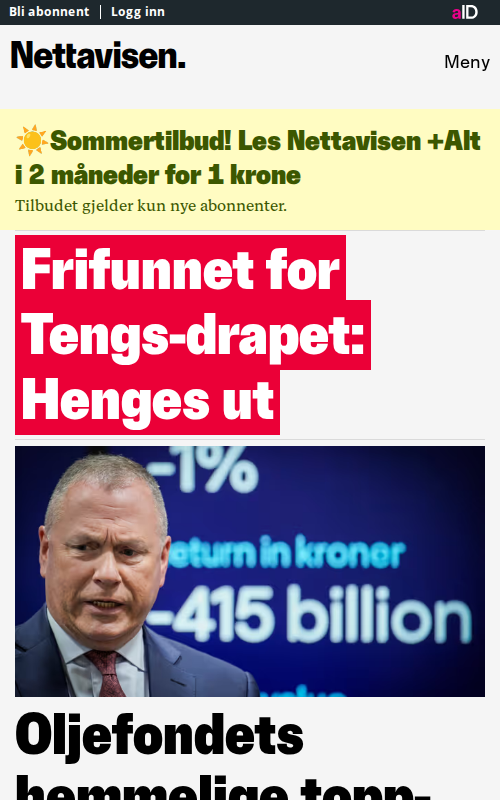 Bli abonnent
Logg inn
aID
Nettavisen.
Meny
☀️Sommertilbud! Les Nettavisen +Alt
i 2 måneder for 1 krone
Tilbudet gjelder kun nye abonnenter.
Frifunnet for
Tengs-drapet:
Henges ut
-1%
eturn in kroner
-415 billion
Oljefondets
hemmelige topp-